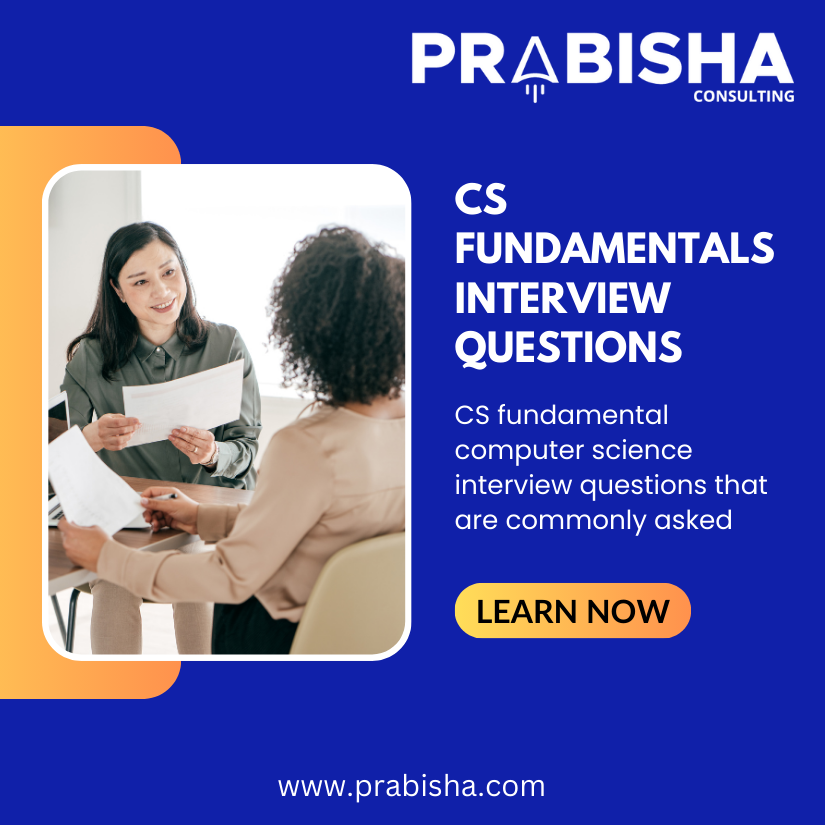 PRABISHA
CONSULTING
CS
FUNDAMENTALS
INTERVIEW
QUESTIONS
CS fundamental
computer science
interview questions that
are commonly asked
LEARN NOW
www.prabisha.com